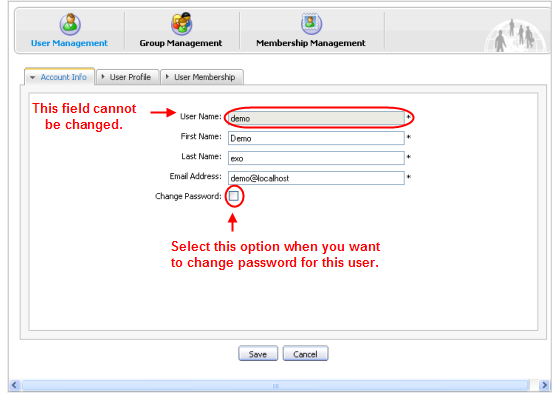 User Management Group Management Membership Management
Account Info User Profile User Membership
This field cannot
be changed.
User Name: demo *
First Name: Demo *
Last Name: exo *
Email Address: demo@localhost *
Change Password:
Select this option when you want
to change password for this user.
Save Cancel